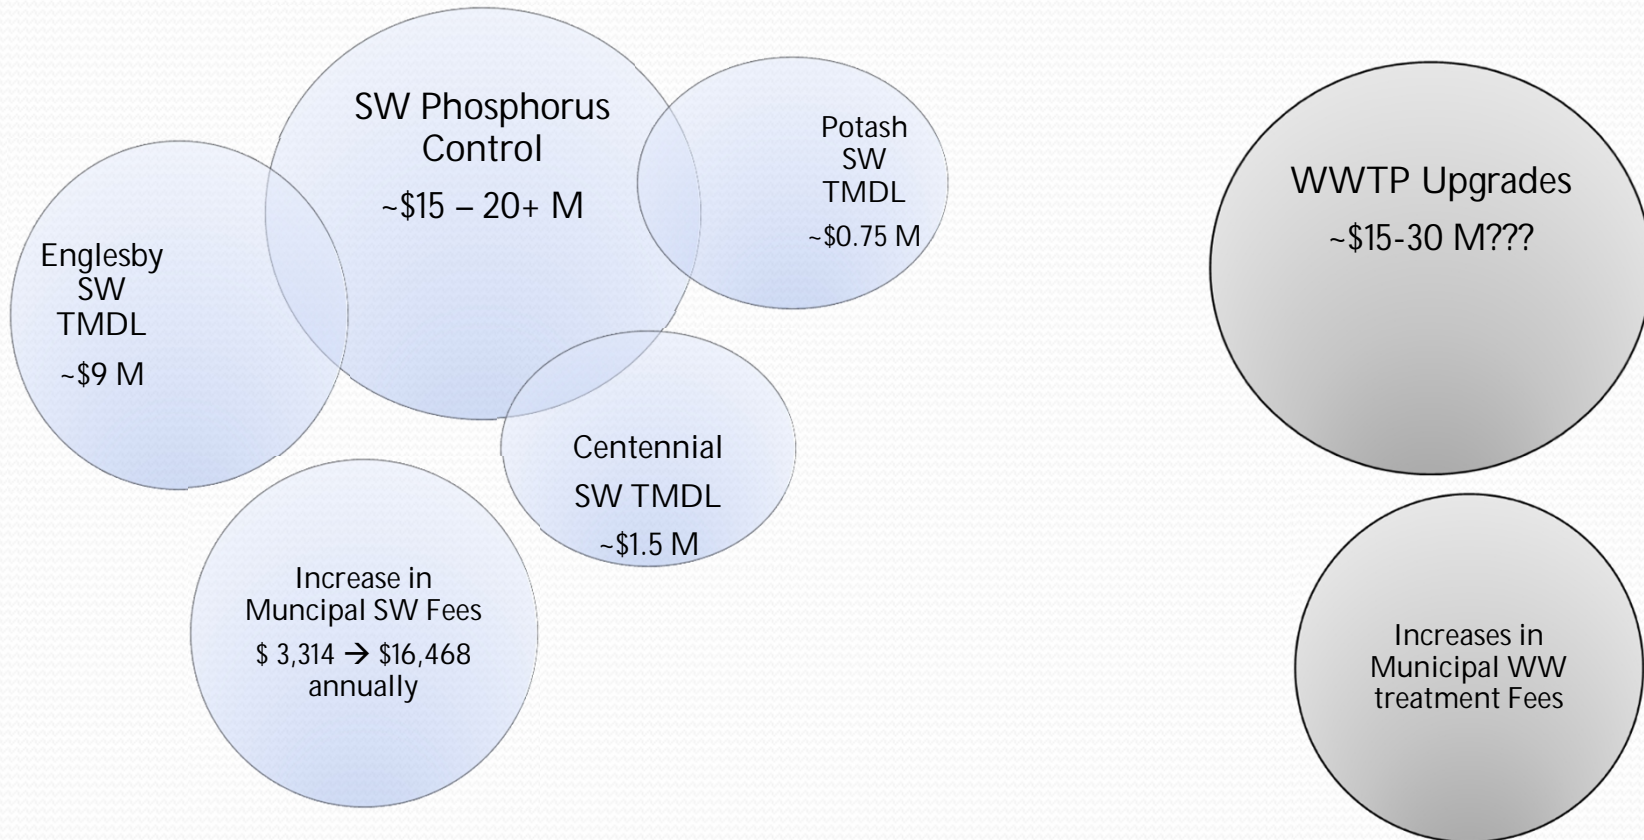 SW Phosphorus
Control
~$15 – 20+ M
Potash
SW
TMDL
~$0.75 M
Englesby
SW
TMDL
~$9 M
Centennial
SW TMDL
~$1.5 M
Increase in
Muncipal SW Fees
$ 3,314 → $16,468
annually
WWTP Upgrades
~$15-30 M???
Increases in
Municipal WW
treatment Fees